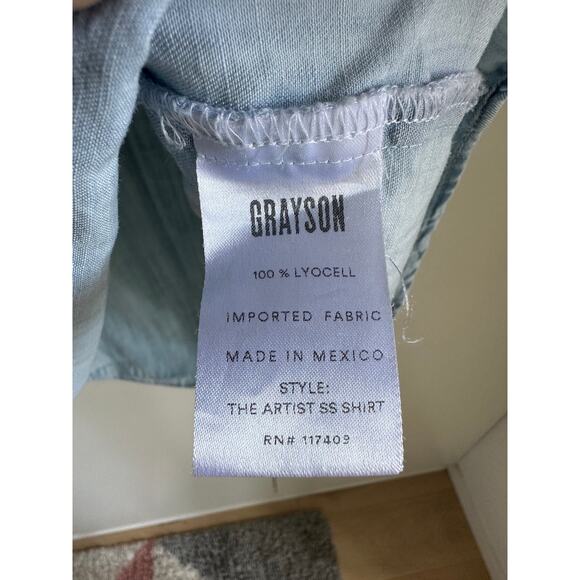 GRAYSON
100 % LYOCELL
IMPORTED FABRIC
MADE IN MEXICO
STYLE:
THE ARTIST SS SHIRT
RN# 117409